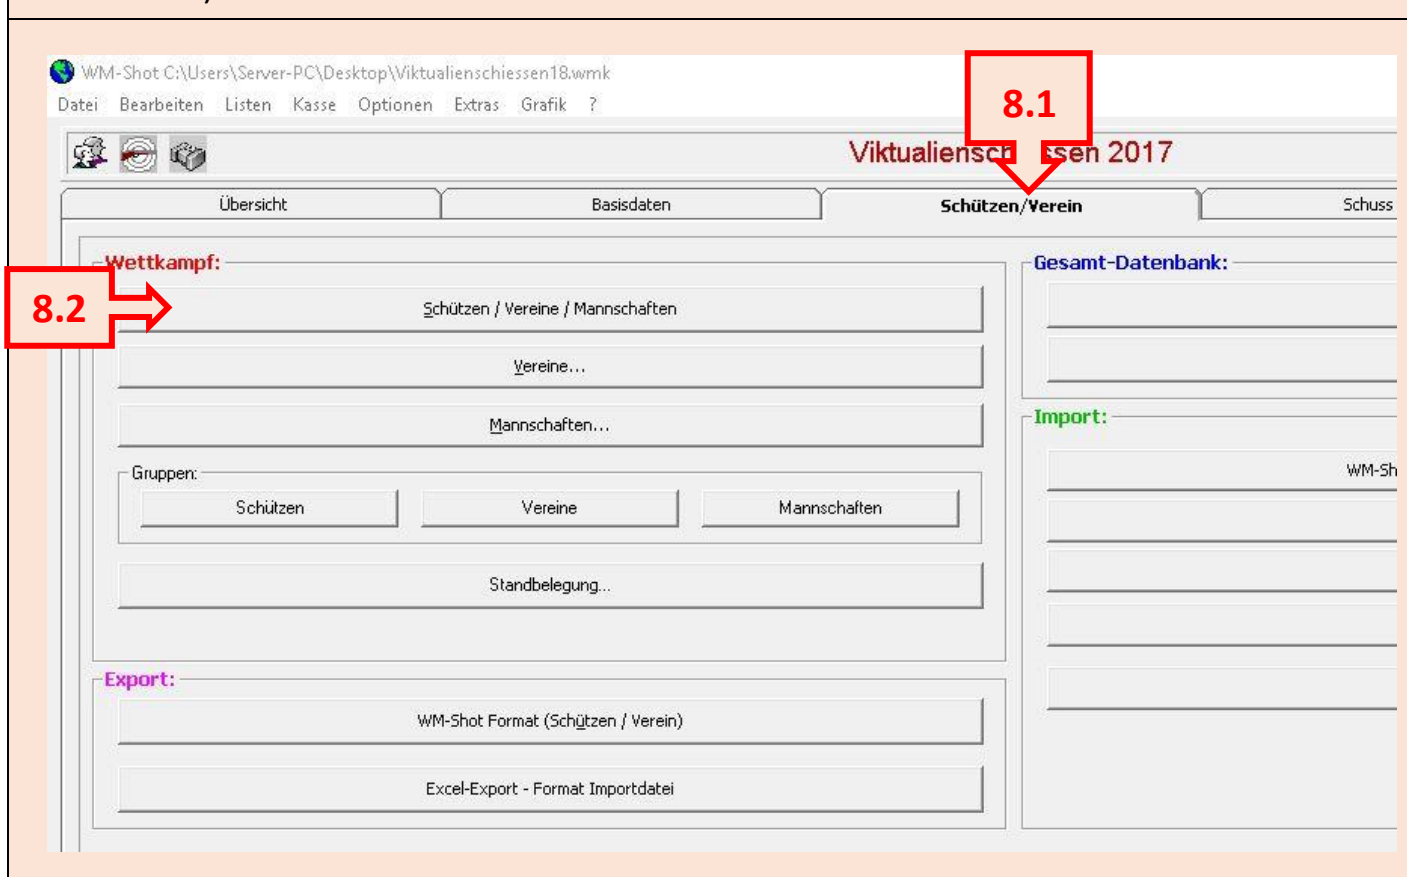 WM-Shot C:\Users\Server-PC\Desktop\Viktualienschiessen18.wmk
Datei Bearbeiten Listen Kasse Optionen Extras Grafik ?
8.1
Viktualiensch ssen 2017
Übersicht Basisdaten Schützen/Verein Schuss
Wettkampf: Gesamt-Datenbank:
8.2
Schützen / Vereine / Mannschaften
Vereine...
Mannschaften...
Import:
WM-Sh
Gruppen:
Schützen Vereine Mannschaften
Standbelegung...
Export:
WM-Shot Format (Schützen / Verein)
Excel-Export - Format Importdatei